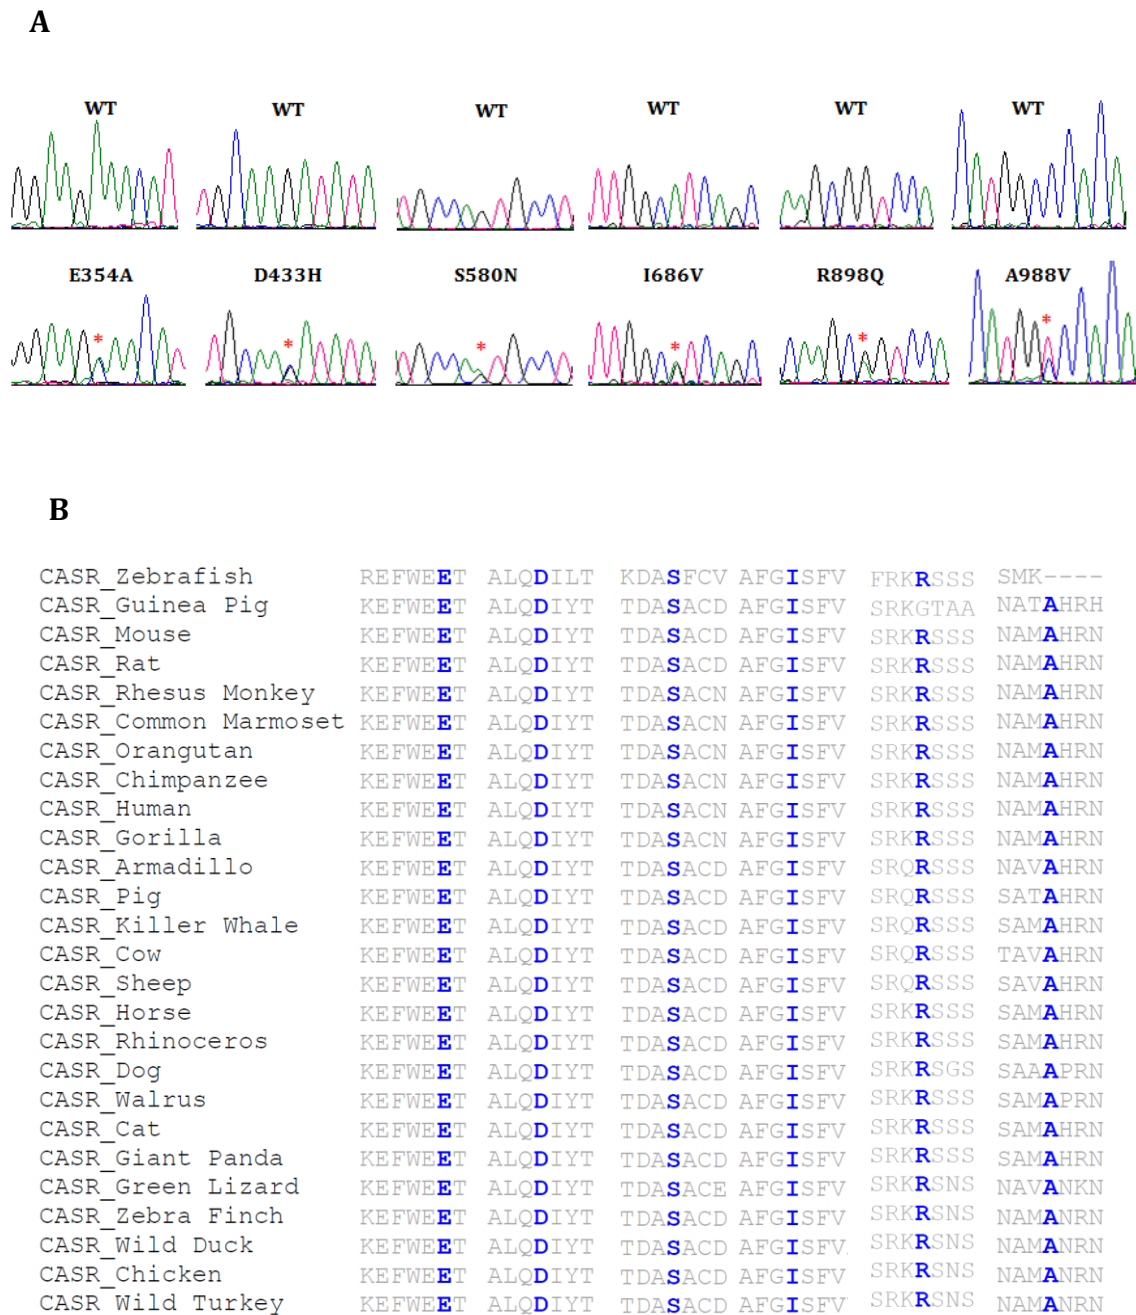 A
WT WT WT WT WT WT
E354A D433H S580N I686V R898Q A988V
* * * * * *
B
CASR_Zebrafish REFWEET ALQDILT KDASFCV AFGISFV FRKRSSS SMK----
CASR_Guinea Pig KEFWEET ALQDIYT TDASACD AFGISFV SRKGTAA NATAHRH
CASR_Mouse KEFWEET ALQDIYT TDASACD AFGISFV SRKRSSS NAMAHRN
CASR_Rat KEFWEET ALQDIYT TDASACD AFGISFV SRKRSSS NAMAHRN
CASR_Rhesus Monkey KEFWEET ALQDIYT TDASACN AFGISFV SRKRSSS NAMAHRN
CASR_Common Marmoset KEFWEET ALQDIYT TDASACN AFGISFV SRKRSSS NAMAHRN
CASR_Orangutan KEFWEET ALQDIYT TDASACN AFGISFV SRKRSSS NAMAHRN
CASR_Chimpanzee KEFWEET ALQDIYT TDASACN AFGISFV SRKRSSS NAMAHRN
CASR_Human KEFWEET ALQDIYT TDASACN AFGISFV SRKRSSS NAMAHRN
CASR_Gorilla KEFWEET ALQDIYT TDASACN AFGISFV SRKRSSS NAMAHRN
CASR_Armadillo KEFWEET ALQDIYT TDASACD AFGISFV SRQRSSS NAVAHRN
CASR_Pig KEFWEET ALQDIYT TDASACD AFGISFV SRQRSSS SATAHRN
CASR_Killer Whale KEFWEET ALQDIYT TDASACD AFGISFV SRQRSSS SAMAHRN
CASR_Cow KEFWEET ALQDIYT TDASACD AFGISFV SRQRSSS TAVAHRN
CASR_Sheep KEFWEET ALQDIYT TDASACD AFGISFV SRQRSSS SAVAHRN
CASR_Horse KEFWEET ALQDIYT TDASACD AFGISFV SRKRSSS SAMAHRN
CASR_Rhinoceros KEFWEET ALQDIYT TDASACD AFGISFV SRKRSSS SAMAHRN
CASR_Dog KEFWEET ALQDIYT TDASACD AFGISFV SRKRSGS SAAAPRN
CASR_Walrus KEFWEET ALQDIYT TDASACD AFGISFV SRKRSSS SAMAPRN
CASR_Cat KEFWEET ALQDIYT TDASACD AFGISFV SRKRSSS SAMAHRN
CASR_Giant Panda KEFWEET ALQDIYT TDASACD AFGISFV SRKRSSS SAMAHRN
CASR_Green Lizard KEFWEET ALQDIYT TDASACE AFGISFV SRKRSNS NAVANKN
CASR_Zebra Finch KEFWEET ALQDIYT TDASACD AFGISFV SRKRSNS NAMANRN
CASR_Wild Duck KEFWEET ALQDIYT TDASACD AFGISFV SRKRSNS NAMANRN
CASR_Chicken KEFWEET ALQDIYT TDASACD AFGISFV SRKRSNS NAMANRN
CASR_Wild Turkey KEFWEET ALQDIYT TDASACD AFGISFV SRKRSNS NAMANRN